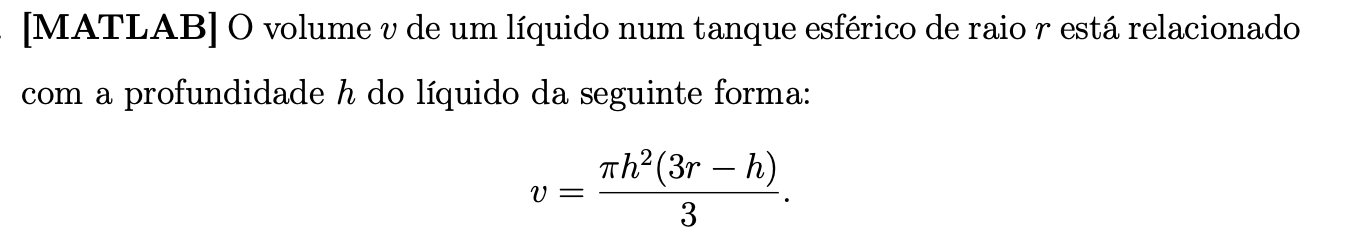 [MATLAB] O volume v de um líquido num tanque esférico de raio r está relacionado
com a profundidade h do líquido da seguinte forma:
v = πh²(3r − h) / 3.